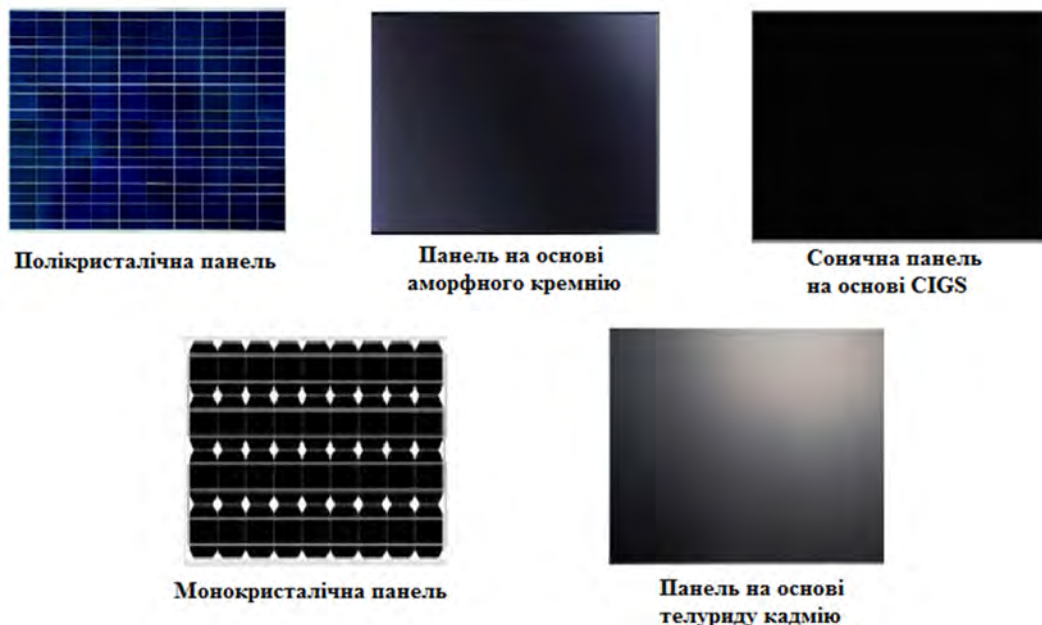 Полікристалічна панель
Панель на основі
аморфного кремнію
Сонячна панель
на основі CIGS
Монокристалічна панель
Панель на основі
телуриду кадмію